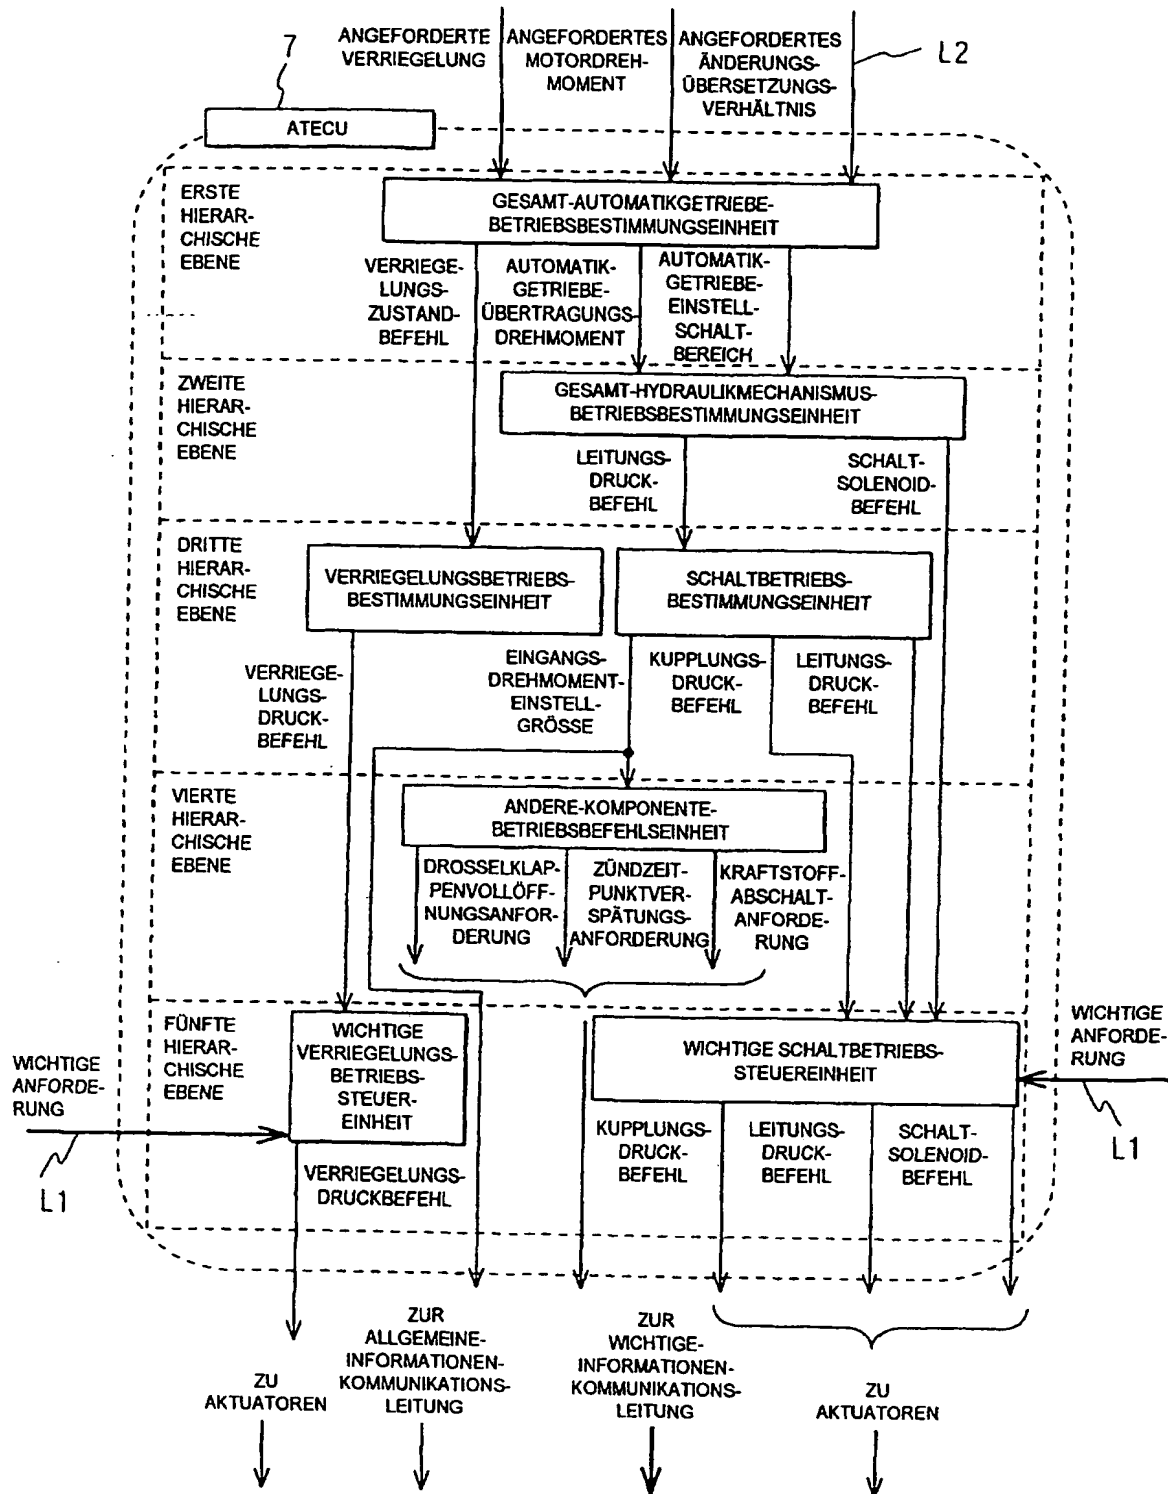 ANGEFORDERTE
VERRIEGELUNG
ANGEFORDERTES
MOTORDREH-
MOMENT
ANGEFORDERTES
ÄNDERUNGS-
ÜBERSETZUNGS-
VERHÄLTNIS
L2
7
ATECU
ERSTE
HIERAR-
CHISCHE
EBENE
GESAMT-AUTOMATIKGETRIEBE-
BETRIEBSBESTIMMUNGSEINHEIT
VERRIEGE-
LUNGS-
ZUSTAND-
BEFEHL
AUTOMATIK-
GETRIEBE-
ÜBERTRAGUNGS-
DREHMOMENT
AUTOMATIK-
GETRIEBE-
EINSTELL-
SCHALT-
BEREICH
ZWEITE
HIERAR-
CHISCHE
EBENE
GESAMT-HYDRAULIKMECHANISMUS-
BETRIEBSBESTIMMUNGSEINHEIT
LEITUNGS-
DRUCK-
BEFEHL
SCHALT-
SOLENOID-
BEFEHL
DRITTE
HIERAR-
CHISCHE
EBENE
VERRIEGELUNGSBETRIEBS-
BESTIMMUNGSEINHEIT
SCHALTBETRIEBS-
BESTIMMUNGSEINHEIT
VERRIEGE-
LUNGS-
DRUCK-
BEFEHL
EINGANGS-
DREHMOMENT-
EINSTELL-
GRÖSSE
KUPPLUNGS-
DRUCK-
BEFEHL
LEITUNGS-
DRUCK-
BEFEHL
VIERTE
HIERAR-
CHISCHE
EBENE
ANDERE-KOMPONENTE-
BETRIEBSBEFEHLSEINHEIT
DROSSELKLAP-
PENVOLLÖFF-
NUNGSANFOR-
DERUNG
ZÜNDZEIT-
PUNKTVER-
SPÄTUNGS-
ANFORDERUNG
KRAFTSTOFF-
ABSCHALT-
ANFORDE-
RUNG
FÜNFTE
HIERAR-
CHISCHE
EBENE
WICHTIGE
ANFORDE-
RUNG
L1
WICHTIGE
VERRIEGELUNGS-
BETRIEBS-
STEUER-
EINHEIT
WICHTIGE SCHALTBETRIEBS-
STEUEREINHEIT
WICHTIGE
ANFORDE-
RUNG
L1
VERRIEGELUNGS-
DRUCKBEFEHL
KUPPLUNGS-
DRUCK-
BEFEHL
LEITUNGS-
DRUCK-
BEFEHL
SCHALT-
SOLENOID-
BEFEHL
ZU
AKTUATOREN
ZUR
ALLGEMEINE-
INFORMATIONEN-
KOMMUNIKATIONS-
LEITUNG
ZUR
WICHTIGE-
INFORMATIONEN-
KOMMUNIKATIONS-
LEITUNG
ZU
AKTUATOREN